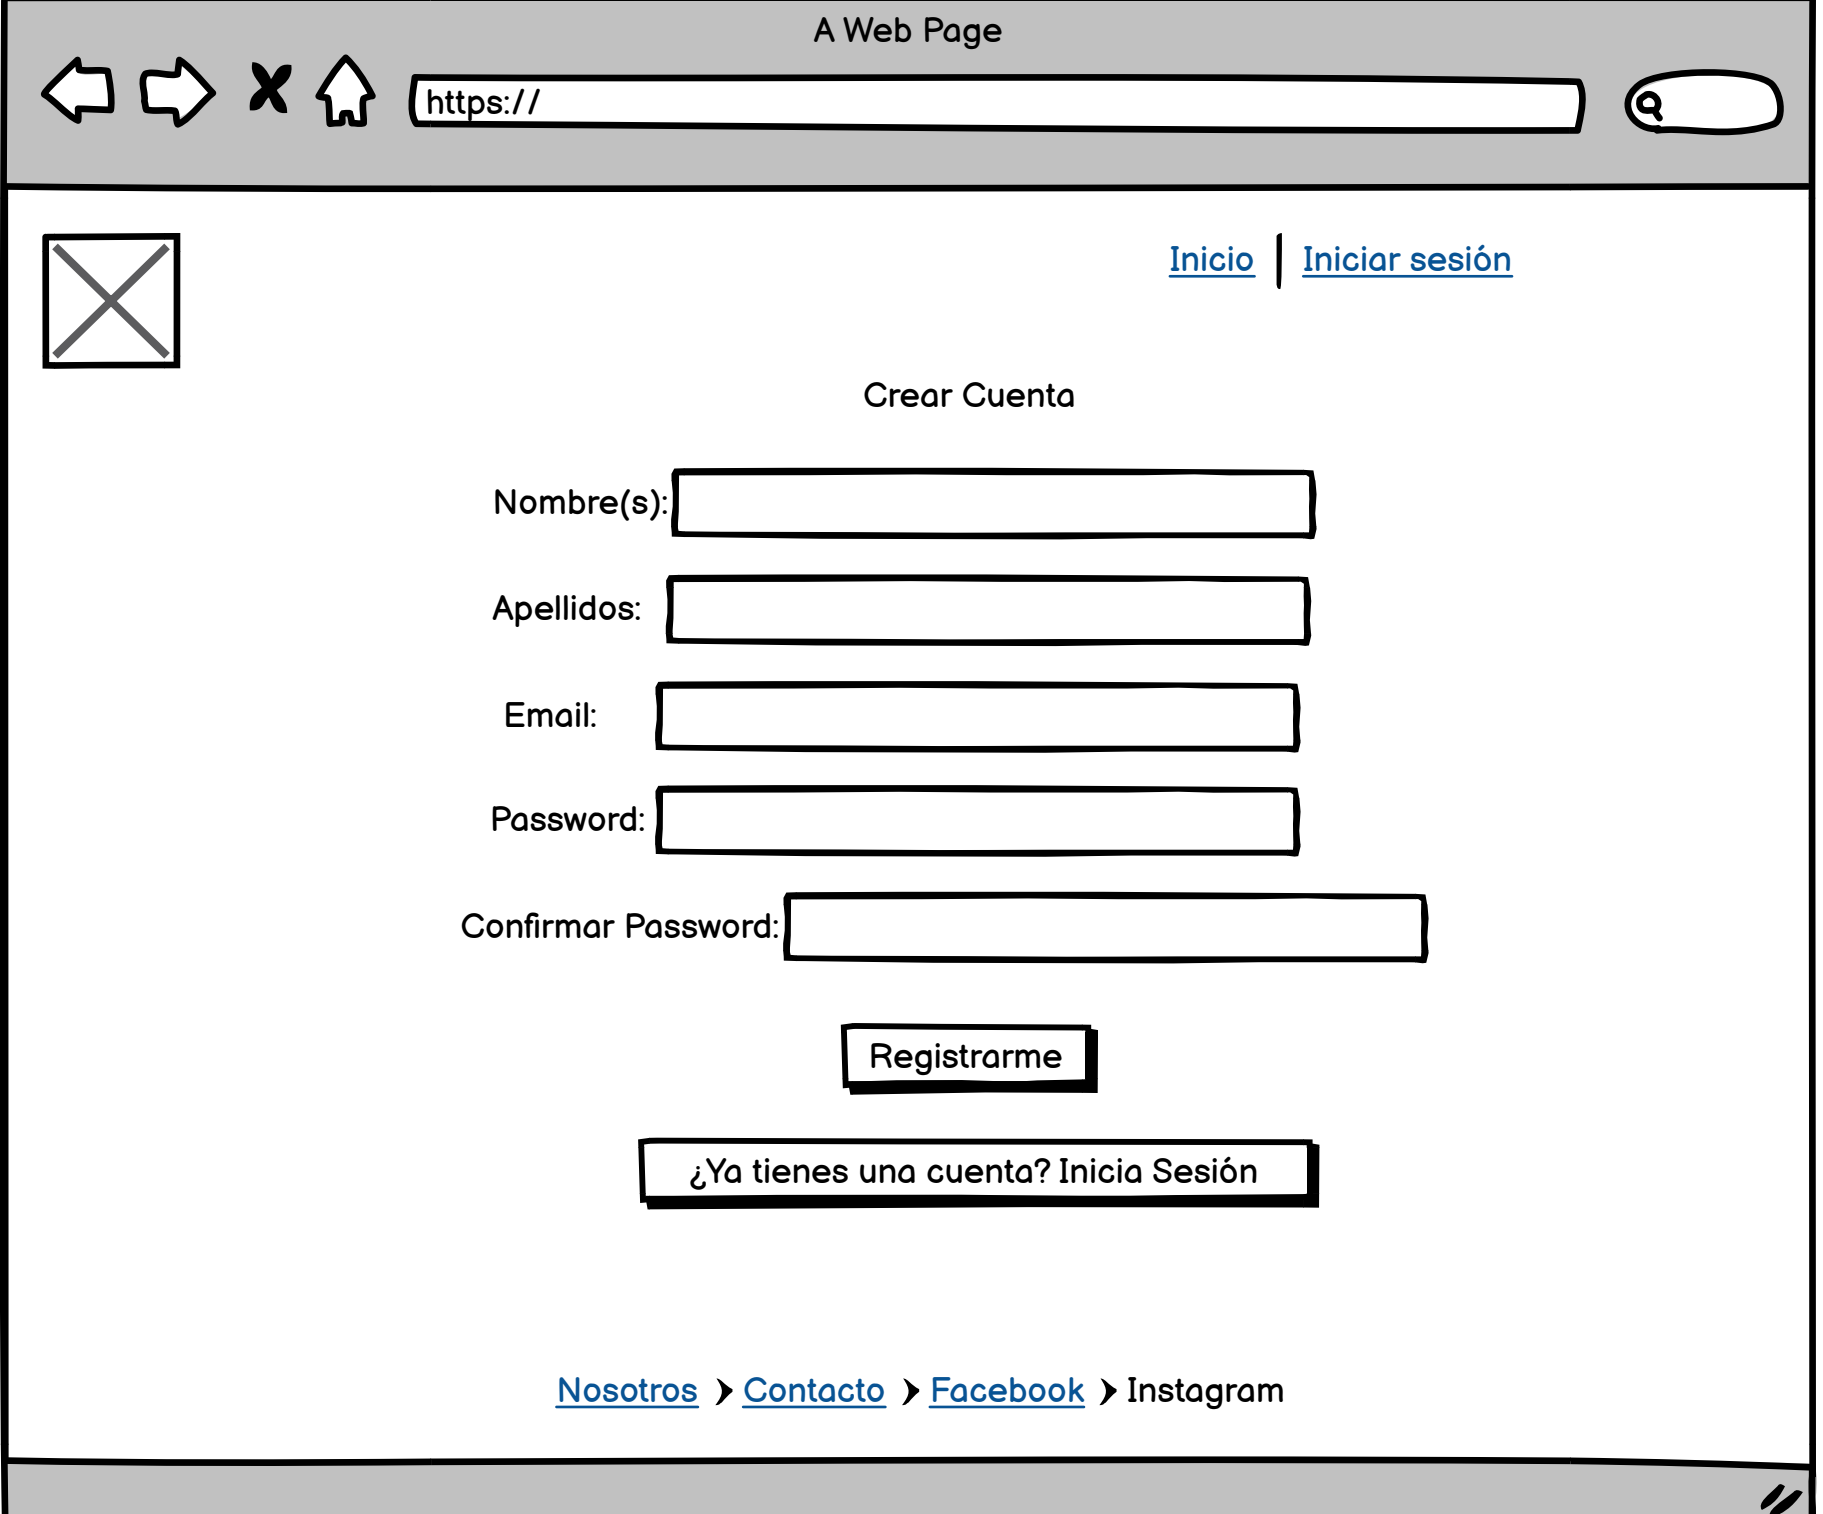 A Web Page
https://
Inicio Iniciar sesión
Crear Cuenta
Nombre(s):
Apellidos:
Email:
Password:
Confirmar Password:
Registrarme
¿Ya tienes una cuenta? Inicia Sesión
Nosotros Contacto Facebook Instagram